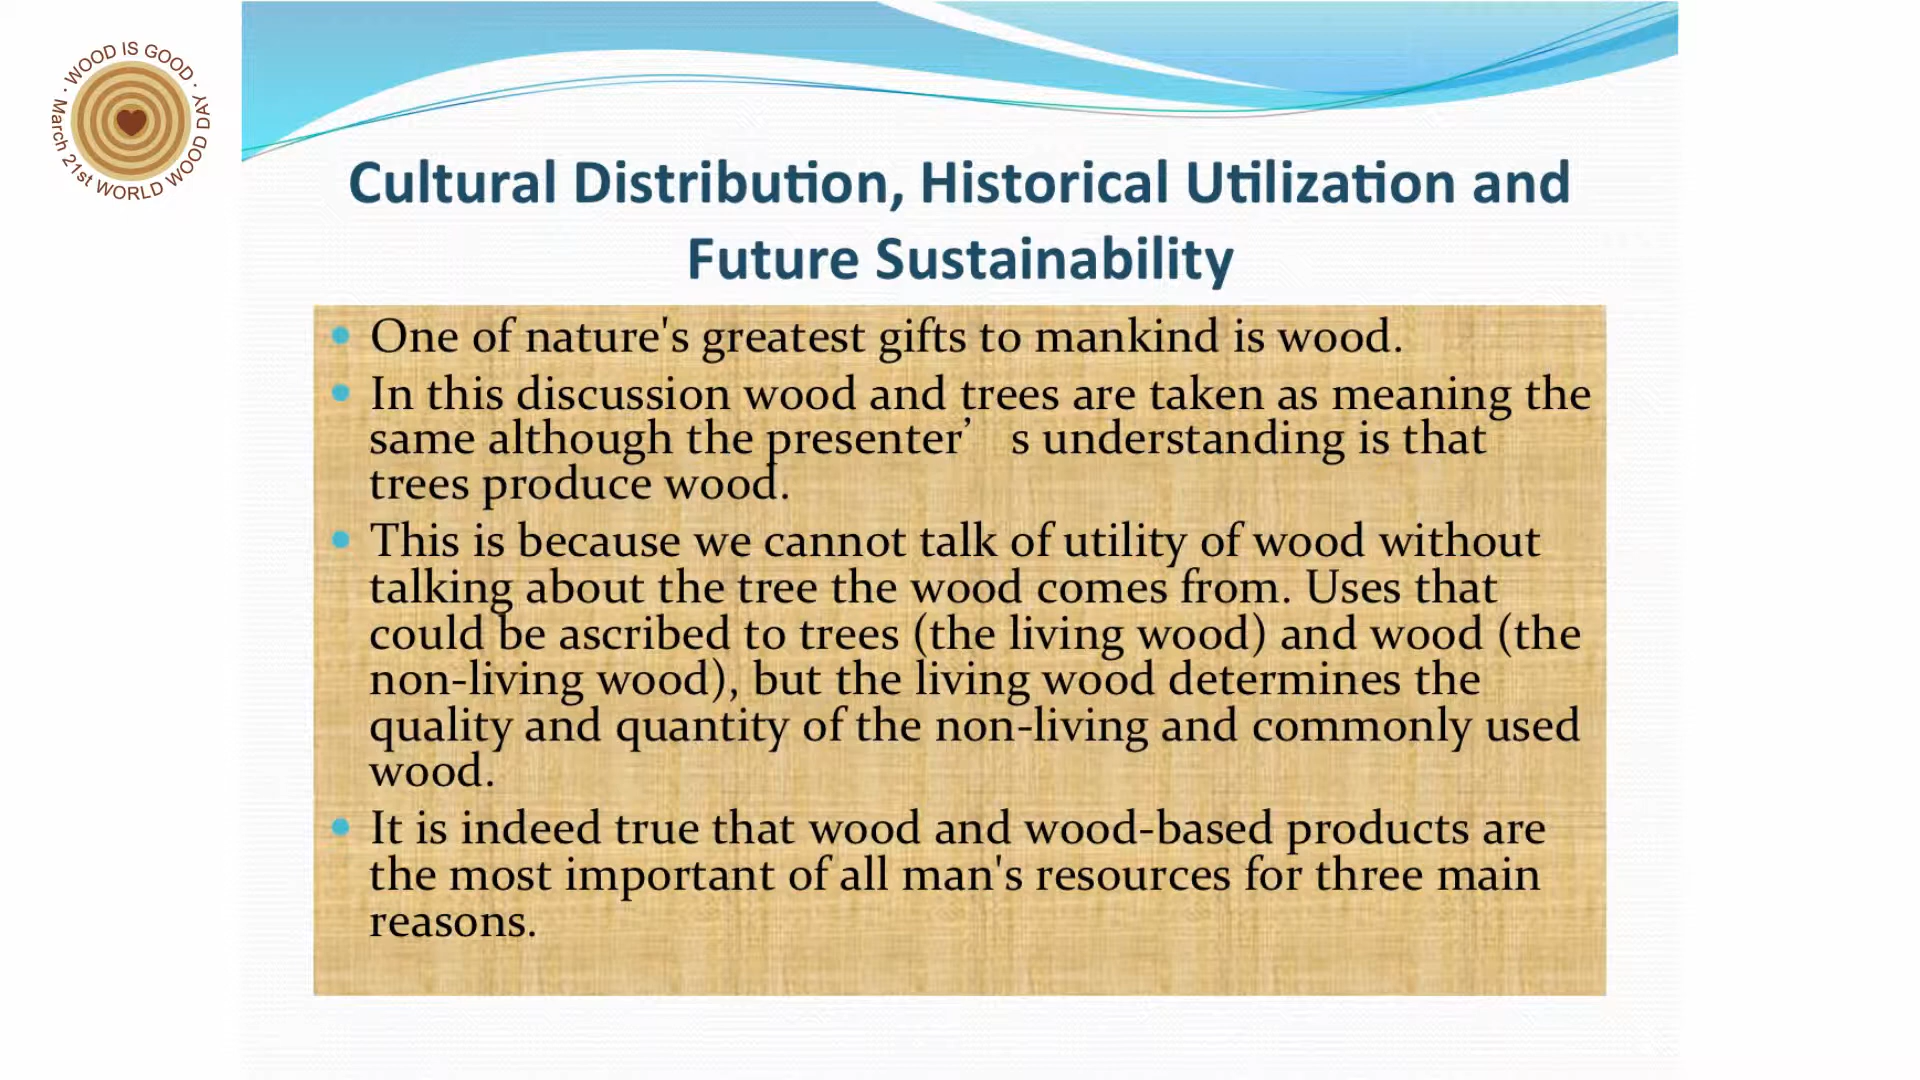 · WOOD IS GOOD ·
March 21st WORLD WOOD DAY
Cultural Distribution, Historical Utilization and
Future Sustainability
• One of nature's greatest gifts to mankind is wood.
• In this discussion wood and trees are taken as meaning the
same although the presenter’ s understanding is that
trees produce wood.
• This is because we cannot talk of utility of wood without
talking about the tree the wood comes from. Uses that
could be ascribed to trees (the living wood) and wood (the
non-living wood), but the living wood determines the
quality and quantity of the non-living and commonly used
wood.
• It is indeed true that wood and wood-based products are
the most important of all man's resources for three main
reasons.